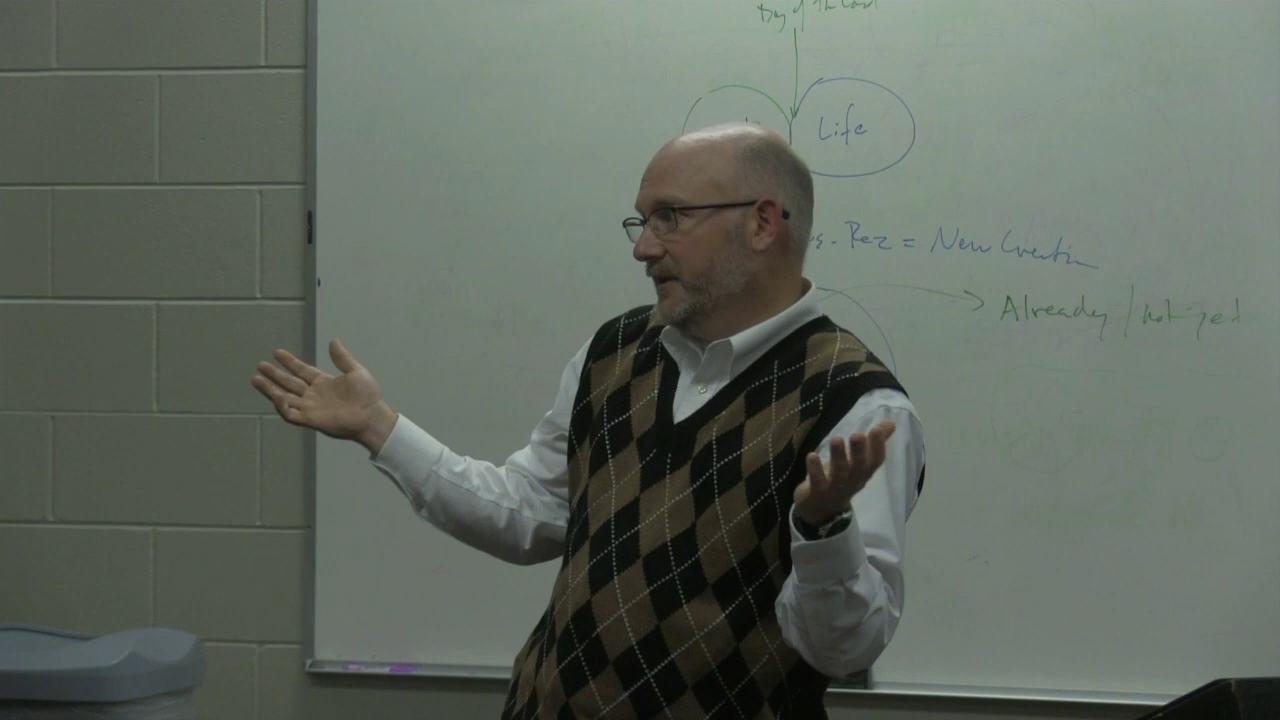 Day of the Lord
Life
s. Rez = New Creation
Already / not yet